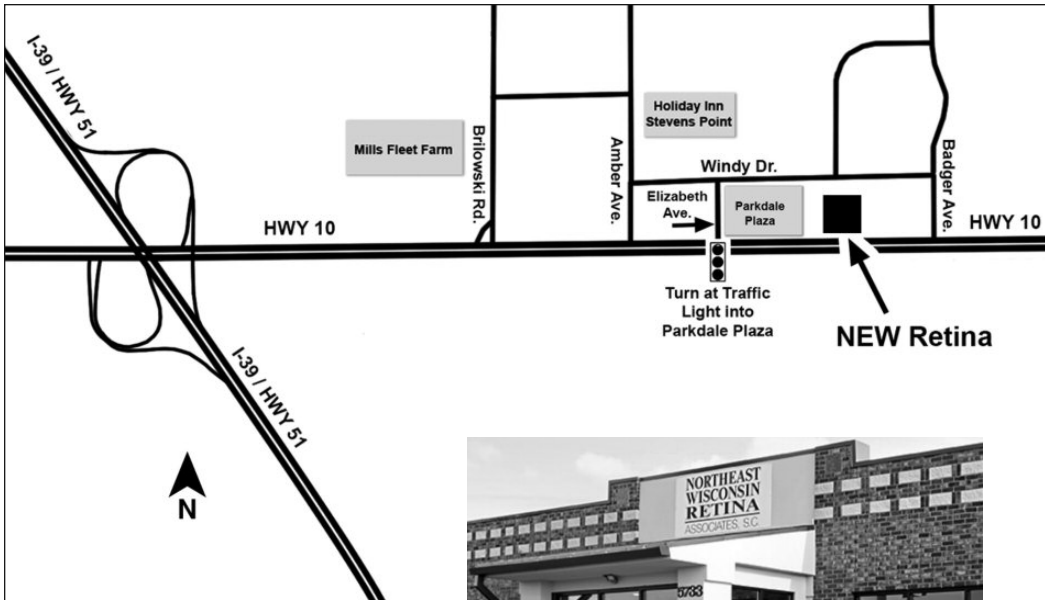 I-39 / HWY 51
HWY 10
Mills Fleet Farm
Brilowski Rd.
Amber Ave.
Holiday Inn
Stevens Point
Windy Dr.
Elizabeth
Ave.
Parkdale
Plaza
Badger Ave.
HWY 10
Turn at Traffic
Light into
Parkdale Plaza
NEW Retina
I-39 / HWY 51
N
NORTHEAST
WISCONSIN
RETINA
ASSOCIATES, S.C.
5733